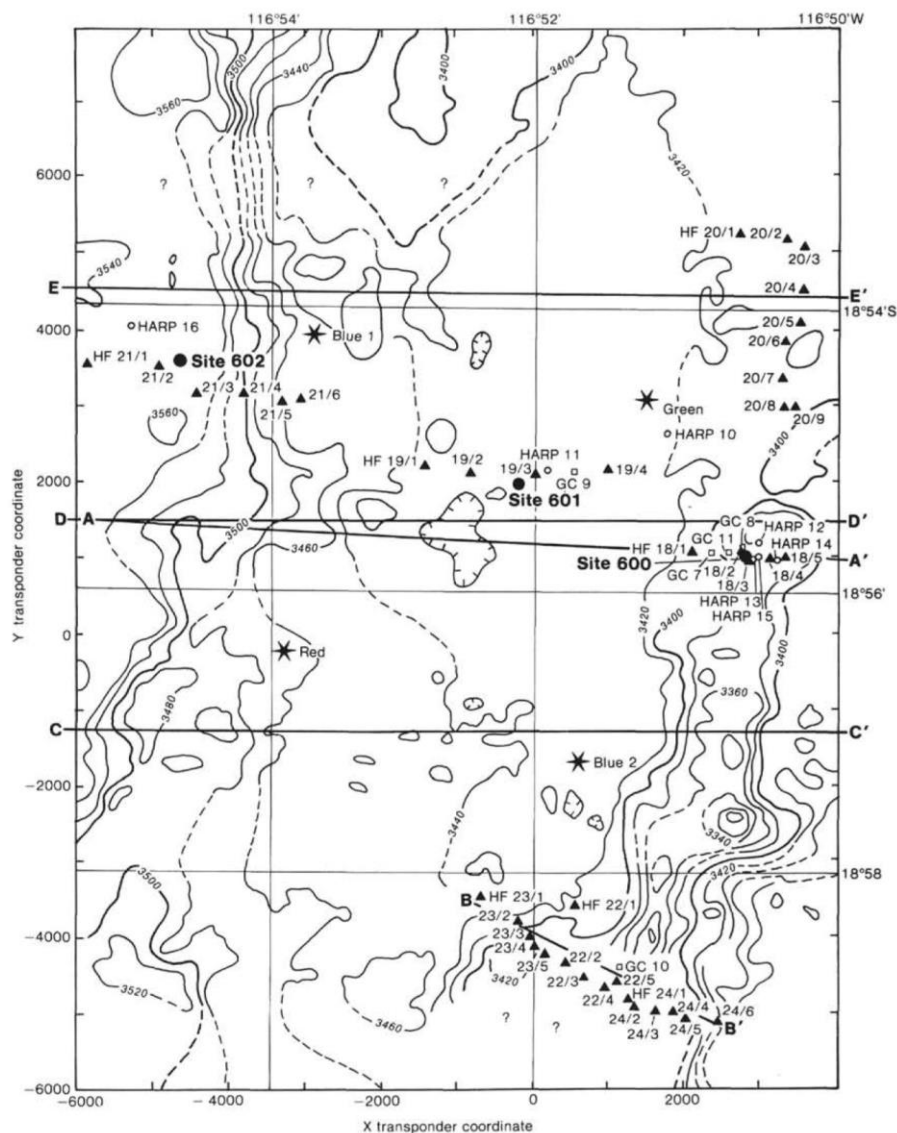 116°54' 116°52' 116°50'W
3500 3440 3400 3400
3560
3420
6000
? ? ?
HF 20/1 20/2
20/3
3540
20/4
E E'
18°54'S
4000
HARP 16 Blue 1 20/5
20/6
HF 21/1 Site 602
21/2 21/3 21/4 21/6 20/7
21/5
Green 20/8 20/9
3560
HARP 10 3400
HARP 11
HF 19/1 19/2 19/3 19/4
2000 GC 9
Site 601
D A D'
3500 GC 8 HARP 12
3460 GC 11 HARP 14
HF 18/1 18/5
Site 600 A'
GC 7 18/2 18/4
18/3 18°56'
HARP 13
3420 3400 HARP 15
0
Red 3400
3480 3360
C C'
Blue 2
-2000
3440
3340
3420
3500 18°58
B HF 23/1
HF 22/1
23/2
-4000 23/3
23/4 22/2 GC 10
23/5 22/5
3420 22/3 HF 24/1
3520 22/4 24/4 24/6
3460 ? ? 24/2 24/5 B'
24/3
-6000
-6000 -4000 -2000 0 2000
X transponder coordinate
Y transponder coordinate